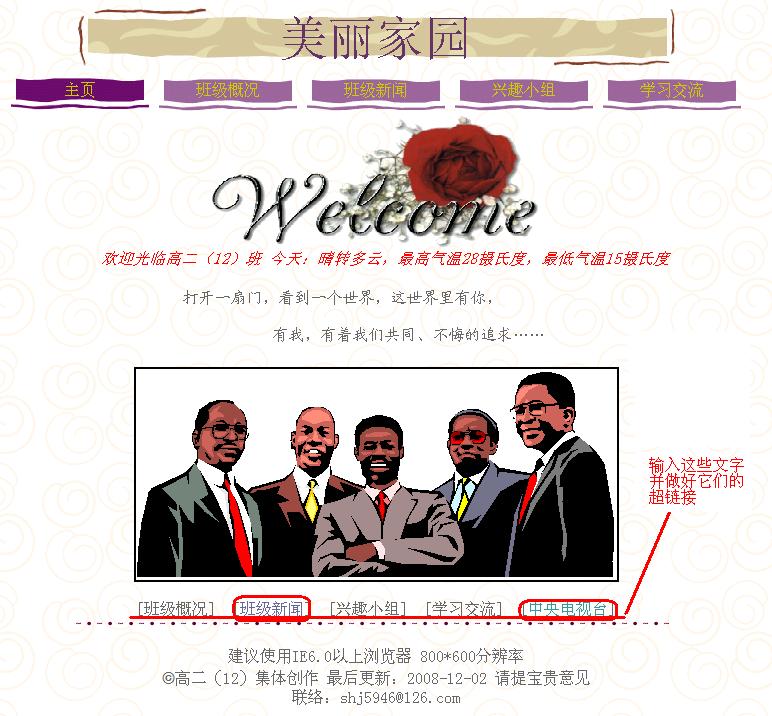 美丽家园
主页 班级概况 班级新闻 兴趣小组 学习交流
Welcome
欢迎光临高二（12）班 今天：晴转多云，最高气温28摄氏度，最低气温15摄氏度
打开一扇门，看到一个世界，这世界里有你，
有我，有着我们共同、不悔的追求……
输入这些文字
并做好它们的
超链接
[班级概况] [班级新闻] [兴趣小组] [学习交流] [中央电视台]
建议使用IE6.0以上浏览器 800*600分辨率
©高二（12）集体创作 最后更新：2008-12-02 请提宝贵意见
联络：shj5946@126.com